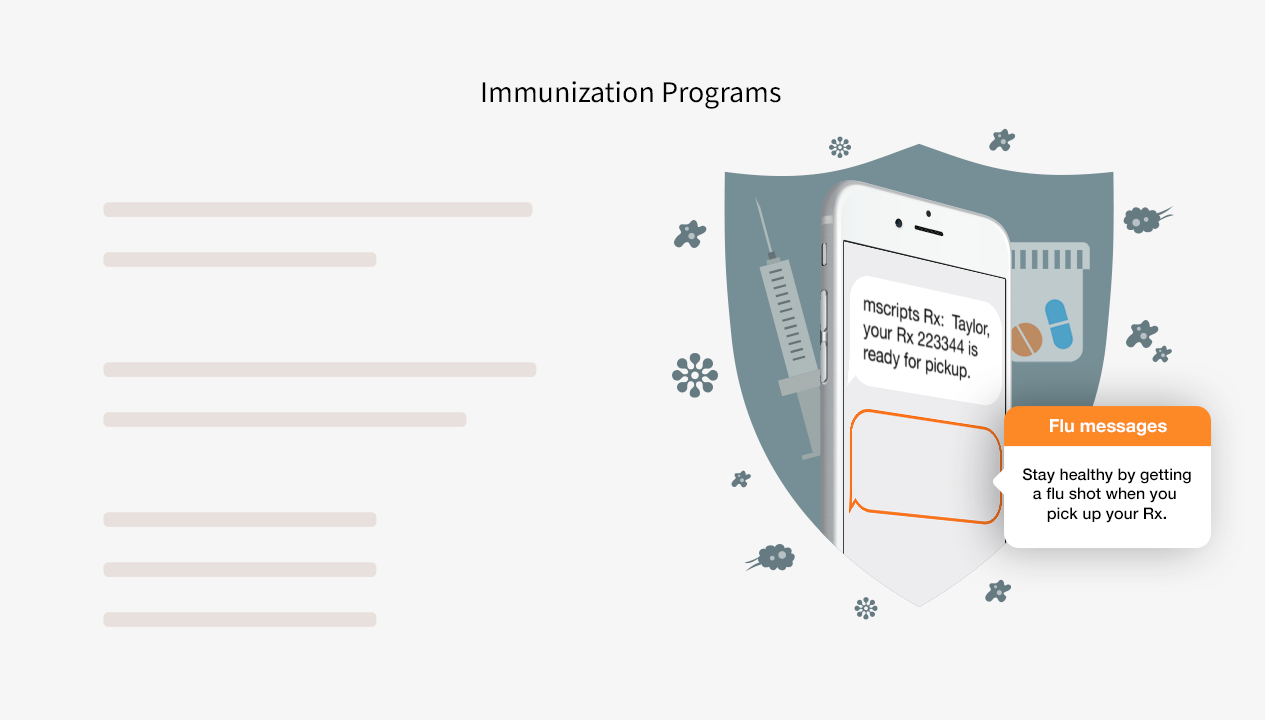 Immunization Programs
mscripts Rx: Taylor,
your Rx 223344 is
ready for pickup.
Flu messages
Stay healthy by getting
a flu shot when you
pick up your Rx.